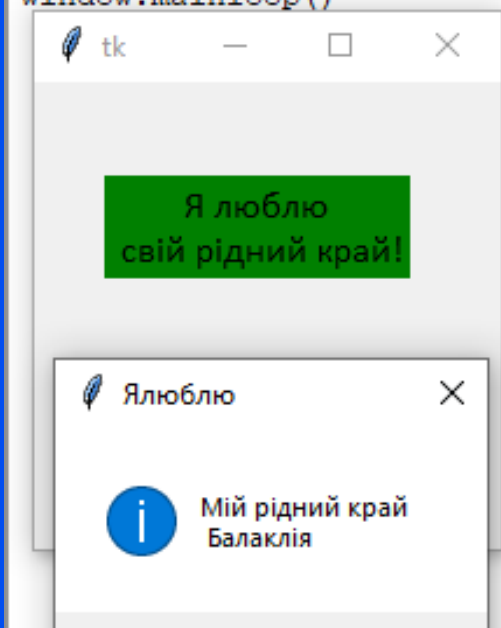 window.mainloop()
tk
Я люблю
свій рідний край!
Ялюблю
Мій рідний край
Балаклія